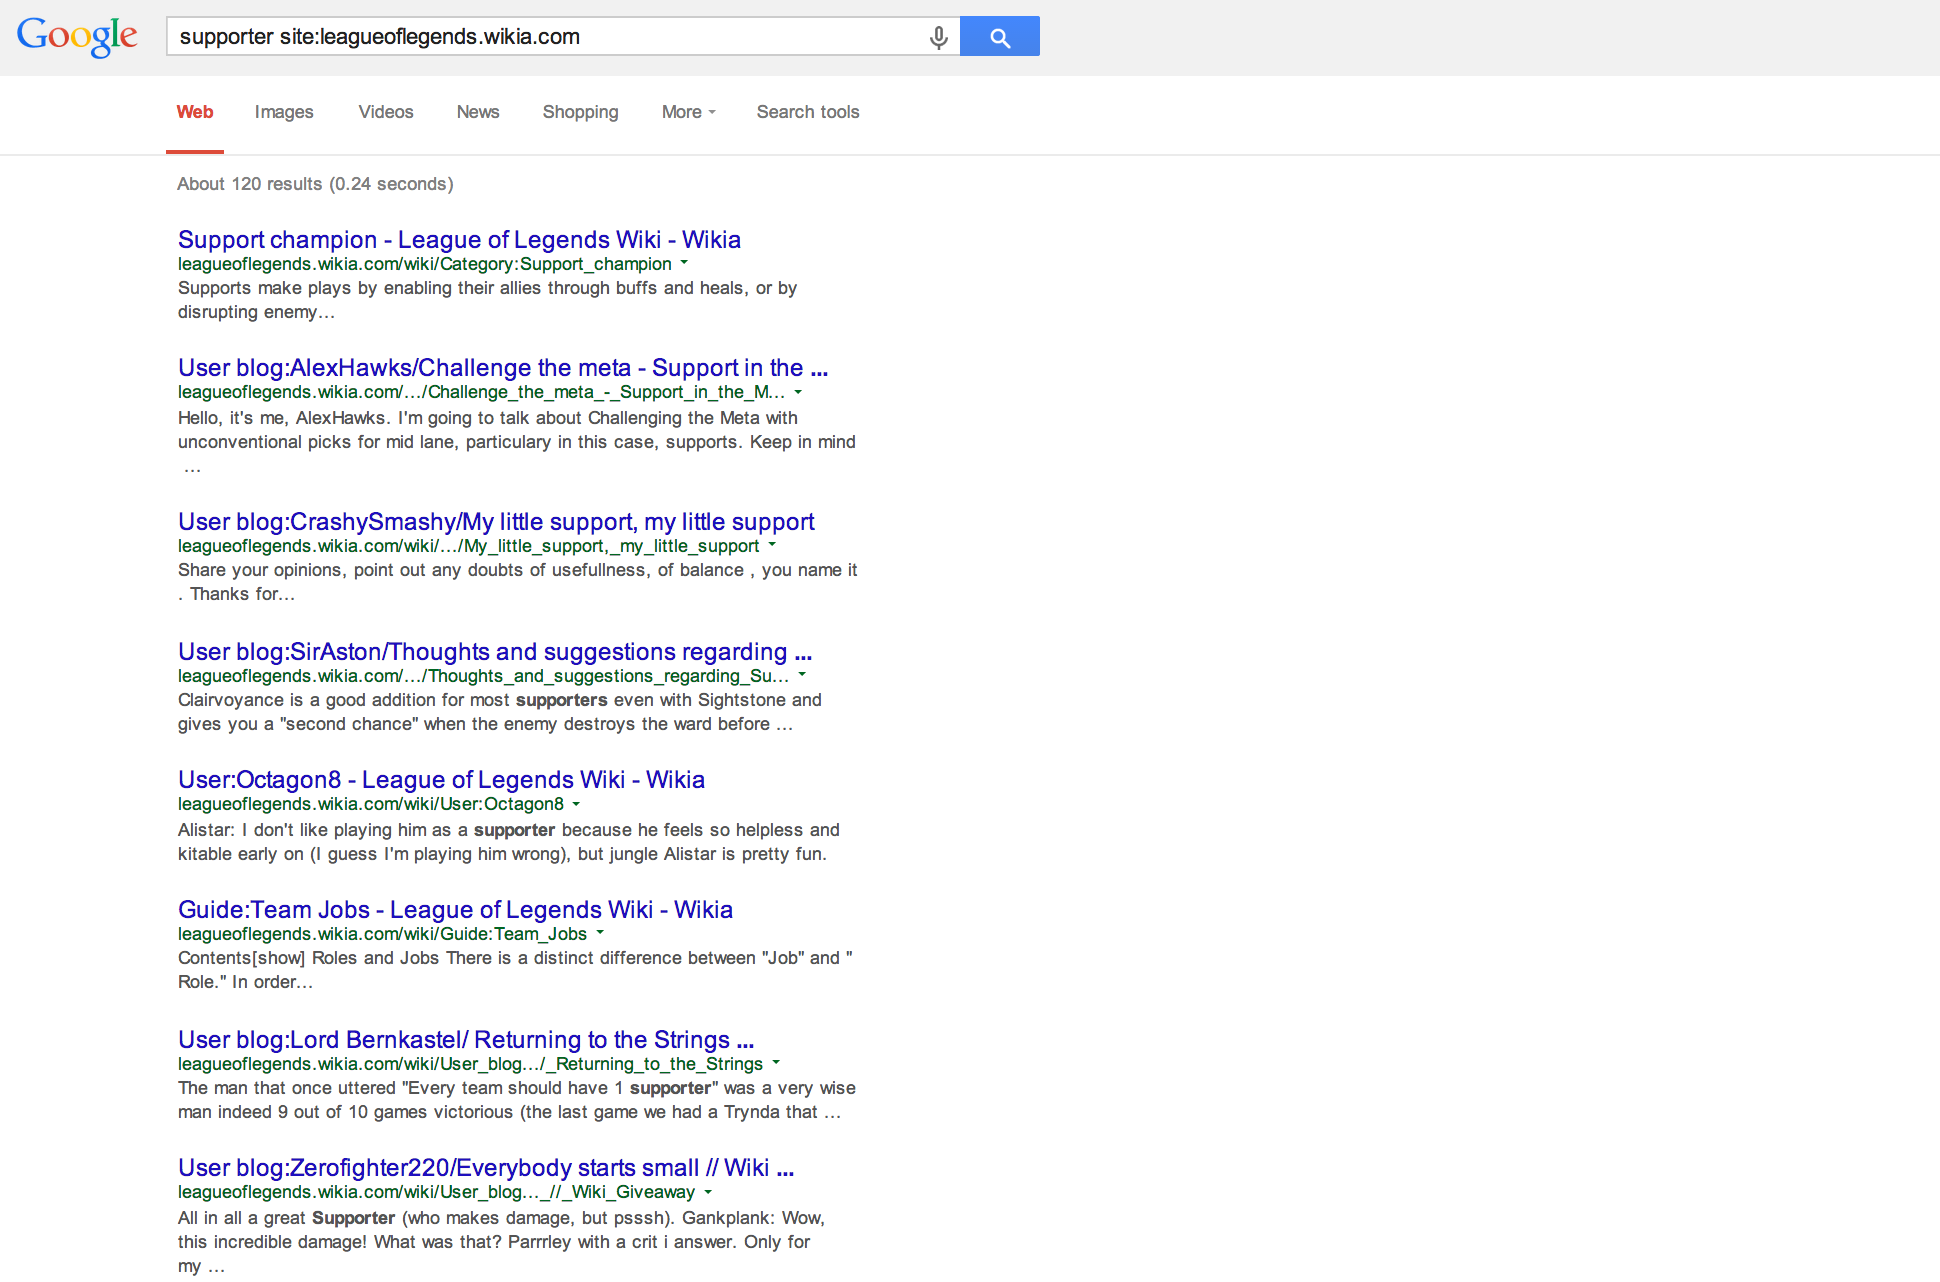 Google
supporter site:leagueoflegends.wikia.com
Web Images Videos News Shopping More Search tools
About 120 results (0.24 seconds)
Support champion - League of Legends Wiki - Wikia
leagueoflegends.wikia.com/wiki/Category:Support_champion
Supports make plays by enabling their allies through buffs and heals, or by
disrupting enemy...
User blog:AlexHawks/Challenge the meta - Support in the ...
leagueoflegends.wikia.com/.../Challenge_the_meta_-_Support_in_the_M...
Hello, it's me, AlexHawks. I'm going to talk about Challenging the Meta with
unconventional picks for mid lane, particulary in this case, supports. Keep in mind
...
User blog:CrashySmashy/My little support, my little support
leagueoflegends.wikia.com/wiki/.../My_little_support,_my_little_support
Share your opinions, point out any doubts of usefullness, of balance , you name it
. Thanks for...
User blog:SirAston/Thoughts and suggestions regarding ...
leagueoflegends.wikia.com/.../Thoughts_and_suggestions_regarding_Su...
Clairvoyance is a good addition for most supporters even with Sightstone and
gives you a "second chance" when the enemy destroys the ward before ...
User:Octagon8 - League of Legends Wiki - Wikia
leagueoflegends.wikia.com/wiki/User:Octagon8
Alistar: I don't like playing him as a supporter because he feels so helpless and
kitable early on (I guess I'm playing him wrong), but jungle Alistar is pretty fun.
Guide:Team Jobs - League of Legends Wiki - Wikia
leagueoflegends.wikia.com/wiki/Guide:Team_Jobs
Contents[show] Roles and Jobs There is a distinct difference between "Job" and "
Role." In order...
User blog:Lord Bernkastel/ Returning to the Strings ...
leagueoflegends.wikia.com/wiki/User_blog.../_Returning_to_the_Strings
The man that once uttered "Every team should have 1 supporter" was a very wise
man indeed 9 out of 10 games victorious (the last game we had a Trynda that ...
User blog:Zerofighter220/Everybody starts small // Wiki ...
leagueoflegends.wikia.com/wiki/User_blog..._//_Wiki_Giveaway
All in all a great Supporter (who makes damage, but psssh). Gankplank: Wow,
this incredible damage! What was that? Parrrley with a crit i answer. Only for
my ...